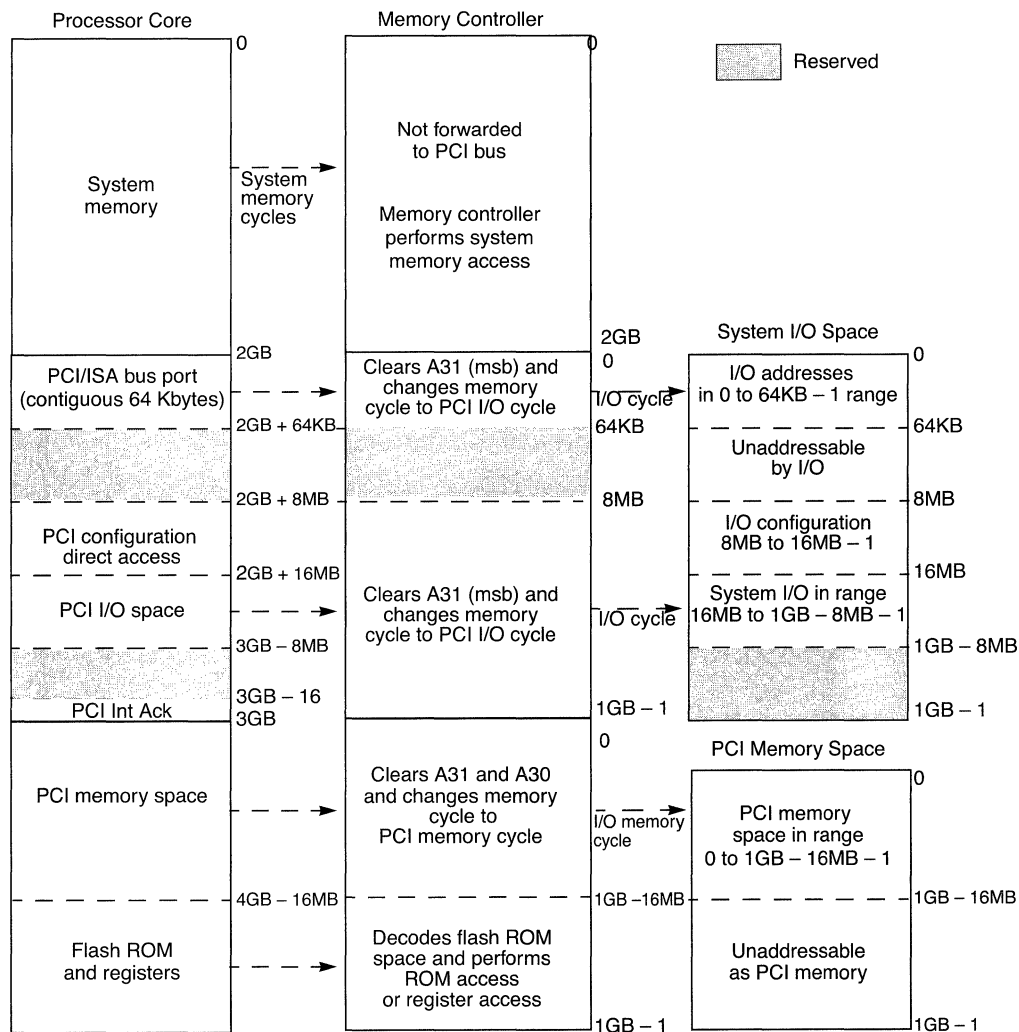 Processor Core
Memory Controller
0
0
Reserved
System
memory
System
memory
cycles
Not forwarded
to PCI bus
Memory controller
performs system
memory access
2GB
2GB
0
System I/O Space
0
PCI/ISA bus port
(contiguous 64 Kbytes)
Clears A31 (msb) and
changes memory
cycle to PCI I/O cycle
I/O cycle
I/O addresses
in 0 to 64KB – 1 range
2GB + 64KB
64KB
64KB
Unaddressable
by I/O
2GB + 8MB
8MB
8MB
PCI configuration
direct access
I/O configuration
8MB to 16MB – 1
2GB + 16MB
16MB
PCI I/O space
Clears A31 (msb) and
changes memory
cycle to PCI I/O cycle
I/O cycle
System I/O in range
16MB to 1GB – 8MB – 1
3GB – 8MB
1GB – 8MB
3GB – 16
PCI Int Ack
3GB
1GB – 1
1GB – 1
0
PCI Memory Space
0
PCI memory space
Clears A31 and A30
and changes memory
cycle to
PCI memory cycle
I/O memory
cycle
PCI memory
space in range
0 to 1GB – 16MB – 1
4GB – 16MB
1GB –16MB
1GB – 16MB
Flash ROM
and registers
Decodes flash ROM
space and performs
ROM access
or register access
Unaddressable
as PCI memory
1GB – 1
1GB – 1